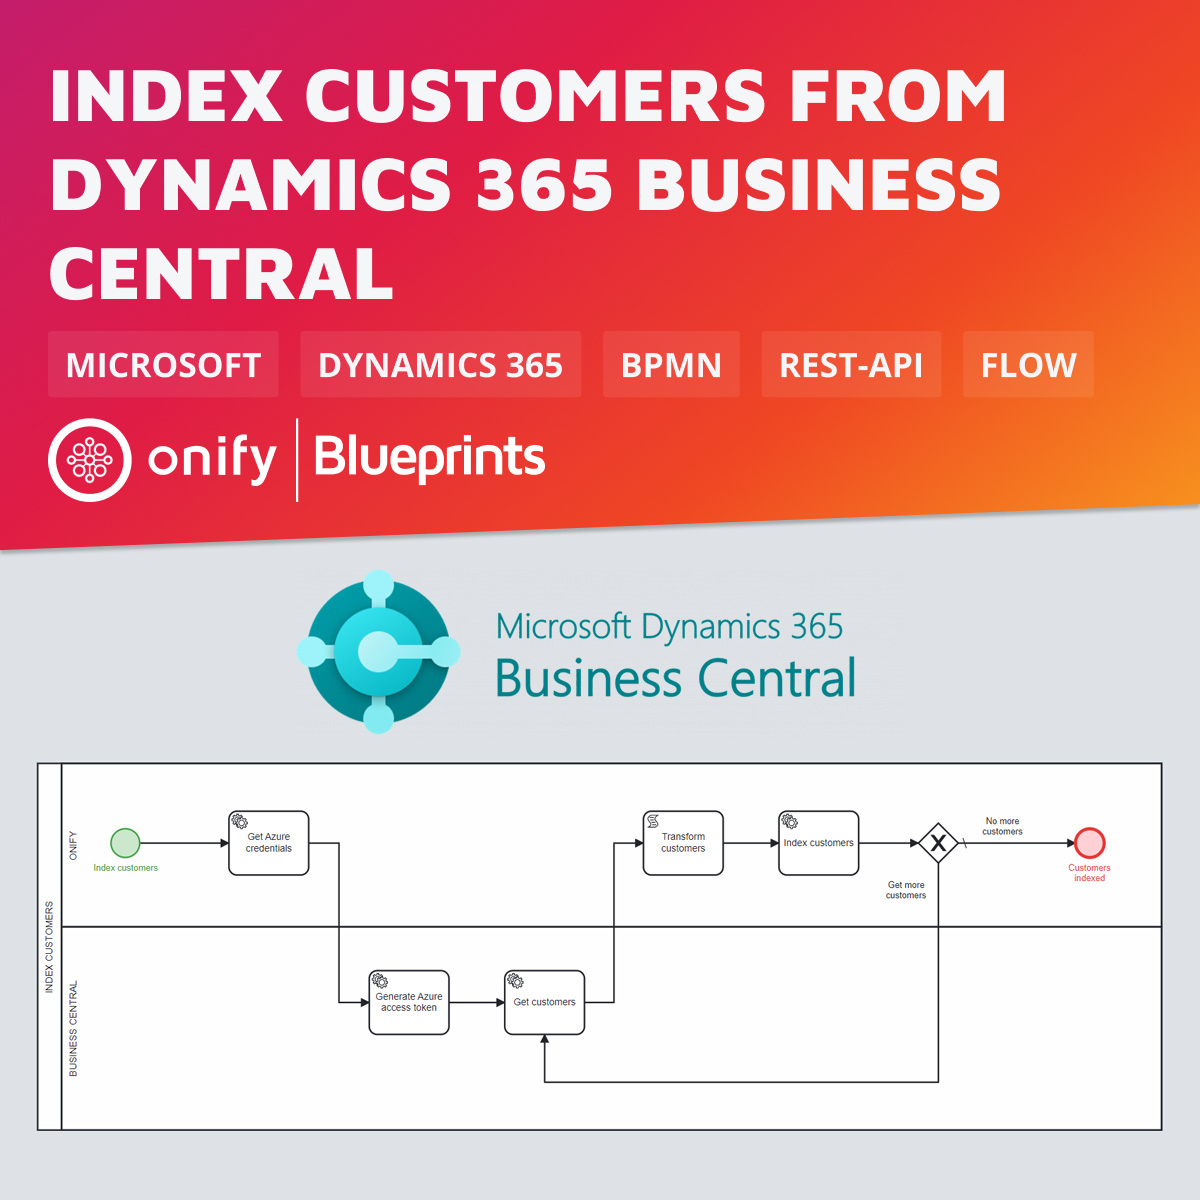 INDEX CUSTOMERS FROM
DYNAMICS 365 BUSINESS
CENTRAL
MICROSOFT
DYNAMICS 365
BPMN
REST-API
FLOW
onify
Blueprints
Microsoft Dynamics 365
Business Central
INDEX CUSTOMERS
ONIFY
Index customers
Get Azure
credentials
Transform
customers
Index customers
X
No more
customers
Get more
customers
Customers
indexed
BUSINESS CENTRAL
Generate Azure
access token
Get customers